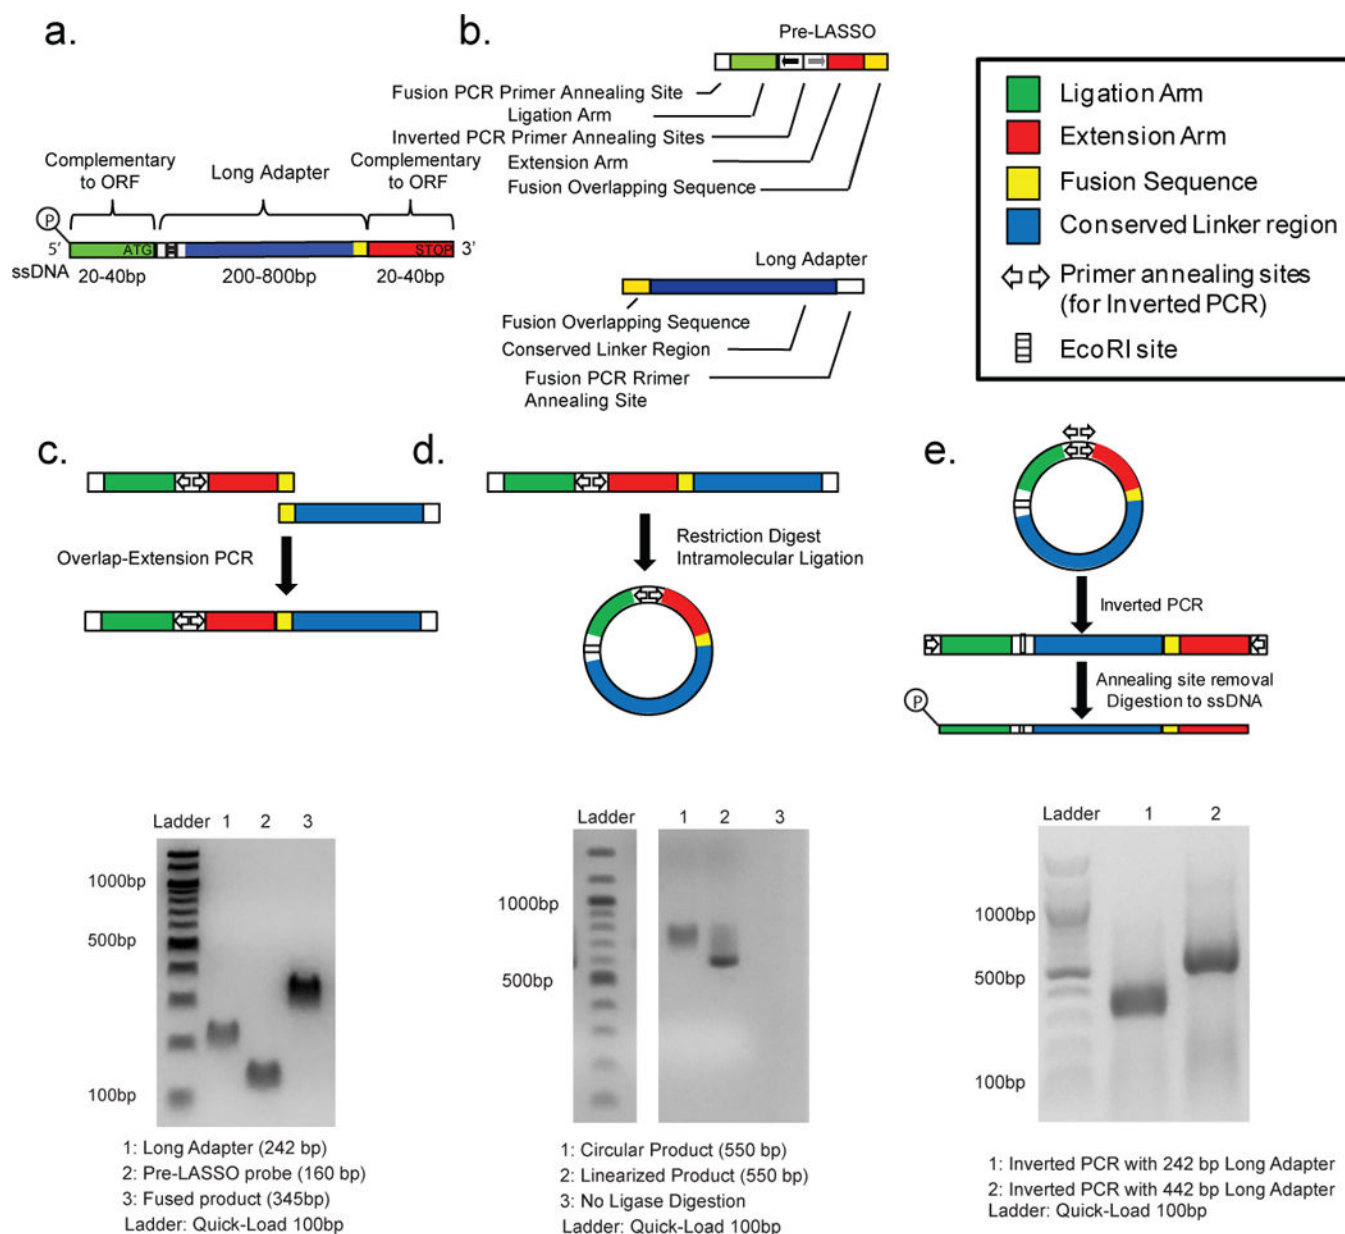 a.
Complementary
to ORF
Long Adapter
Complementary
to ORF
P
5'
ATG
STOP
3'
ssDNA
20-40bp
200-800bp
20-40bp
b.
Pre-LASSO
Fusion PCR Primer Annealing Site
Ligation Arm
Inverted PCR Primer Annealing Sites
Extension Arm
Fusion Overlapping Sequence
Long Adapter
Fusion Overlapping Sequence
Conserved Linker Region
Fusion PCR Rrimer
Annealing Site
Ligation Arm
Extension Arm
Fusion Sequence
Conserved Linker region
Primer annealing sites
(for Inverted PCR)
EcoRI site
c.
Overlap-Extension PCR
d.
Restriction Digest
Intramolecular Ligation
e.
Inverted PCR
Annealing site removal
Digestion to ssDNA
P
Ladder 1 2 3
1000bp
500bp
100bp
1: Long Adapter (242 bp)
2: Pre-LASSO probe (160 bp)
3: Fused product (345bp)
Ladder: Quick-Load 100bp
Ladder 1 2 3
1000bp
500bp
1: Circular Product (550 bp)
2: Linearized Product (550 bp)
3: No Ligase Digestion
Ladder: Quick-Load 100bp
Ladder 1 2
1000bp
500bp
100bp
1: Inverted PCR with 242 bp Long Adapter
2: Inverted PCR with 442 bp Long Adapter
Ladder: Quick-Load 100bp